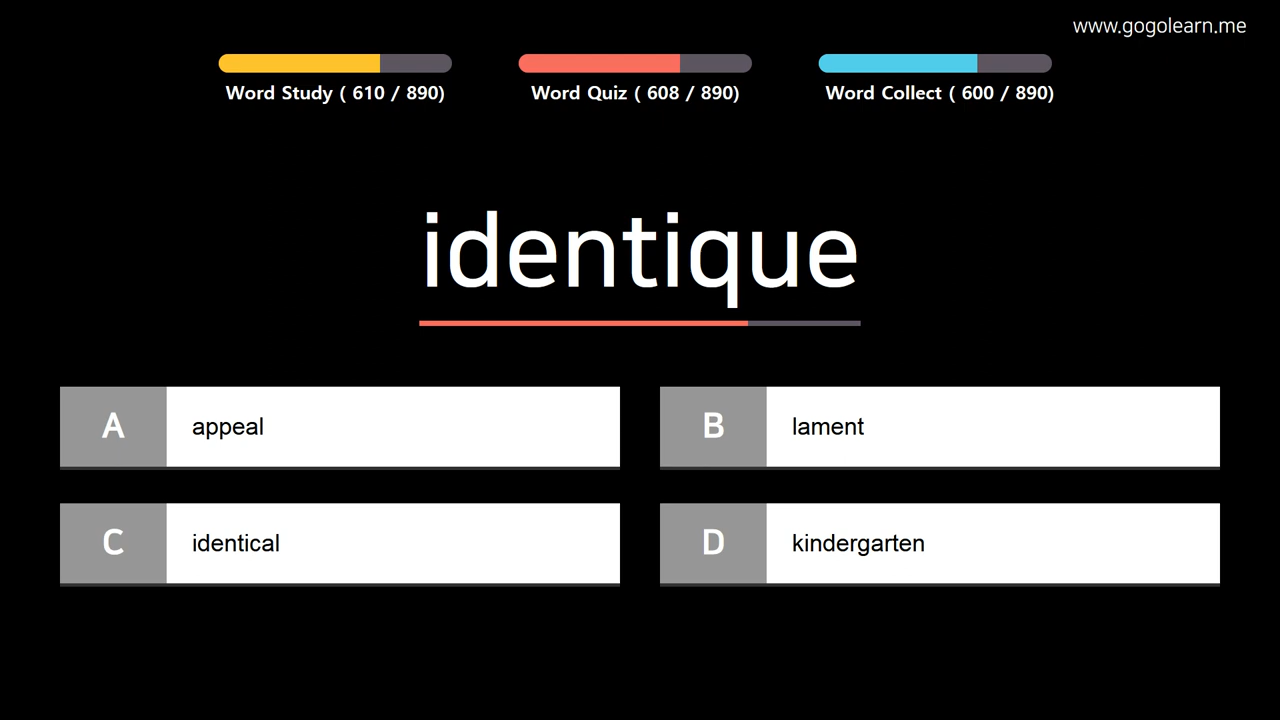 www.gogolearn.me
Word Study ( 610 / 890)
Word Quiz ( 608 / 890)
Word Collect ( 600 / 890)
identique
A appeal
B lament
C identical
D kindergarten